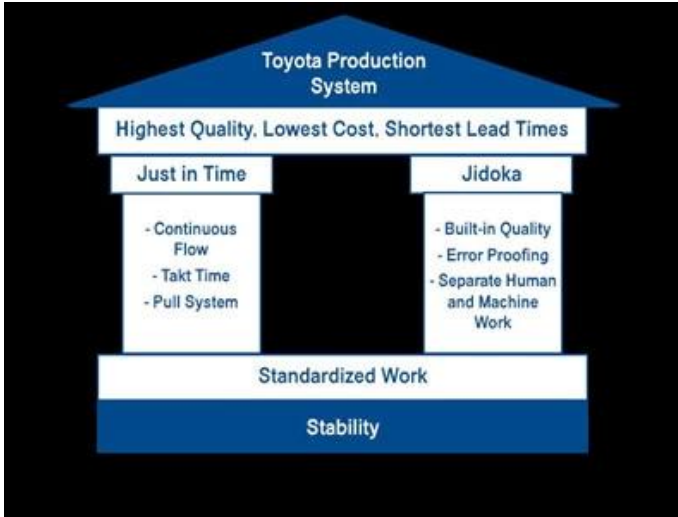 Toyota Production
System
Highest Quality, Lowest Cost, Shortest Lead Times
Just in Time
- Continuous
Flow
- Takt Time
- Pull System
Jidoka
- Built-in Quality
- Error Proofing
- Separate Human
and Machine
Work
Standardized Work
Stability